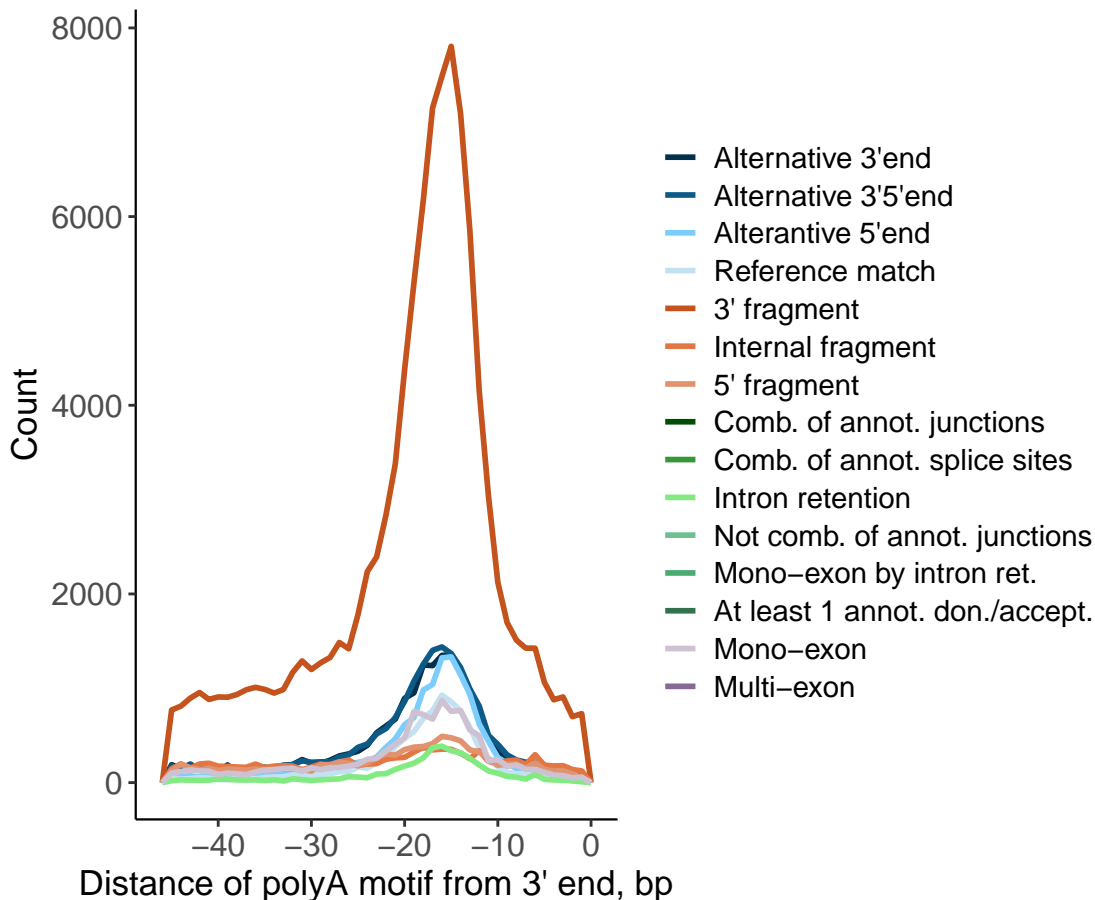 8000
6000
4000
2000
0
Count
−40
−30
−20
−10
0
Distance of polyA motif from 3' end, bp
Alternative 3'end
Alternative 3'5'end
Alterantive 5'end
Reference match
3' fragment
Internal fragment
5' fragment
Comb. of annot. junctions
Comb. of annot. splice sites
Intron retention
Not comb. of annot. junctions
Mono−exon by intron ret.
At least 1 annot. don./accept.
Mono−exon
Multi−exon